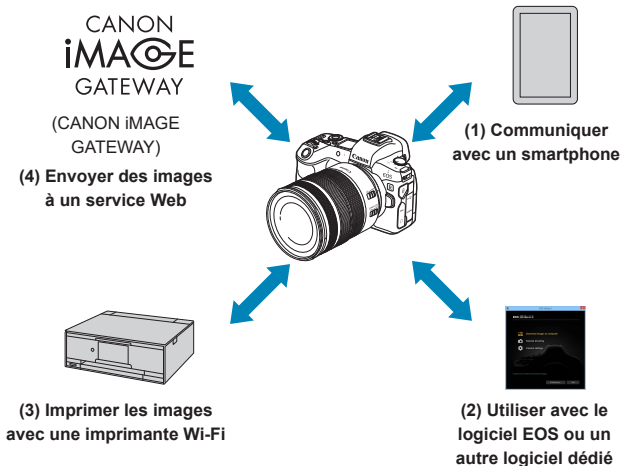 CANON
iMAGE
GATEWAY
(CANON iMAGE
GATEWAY)
(4) Envoyer des images
à un service Web
(1) Communiquer
avec un smartphone
Canon
EOS
R
(3) Imprimer les images
avec une imprimante Wi-Fi
(2) Utiliser avec le
logiciel EOS ou un
autre logiciel dédié